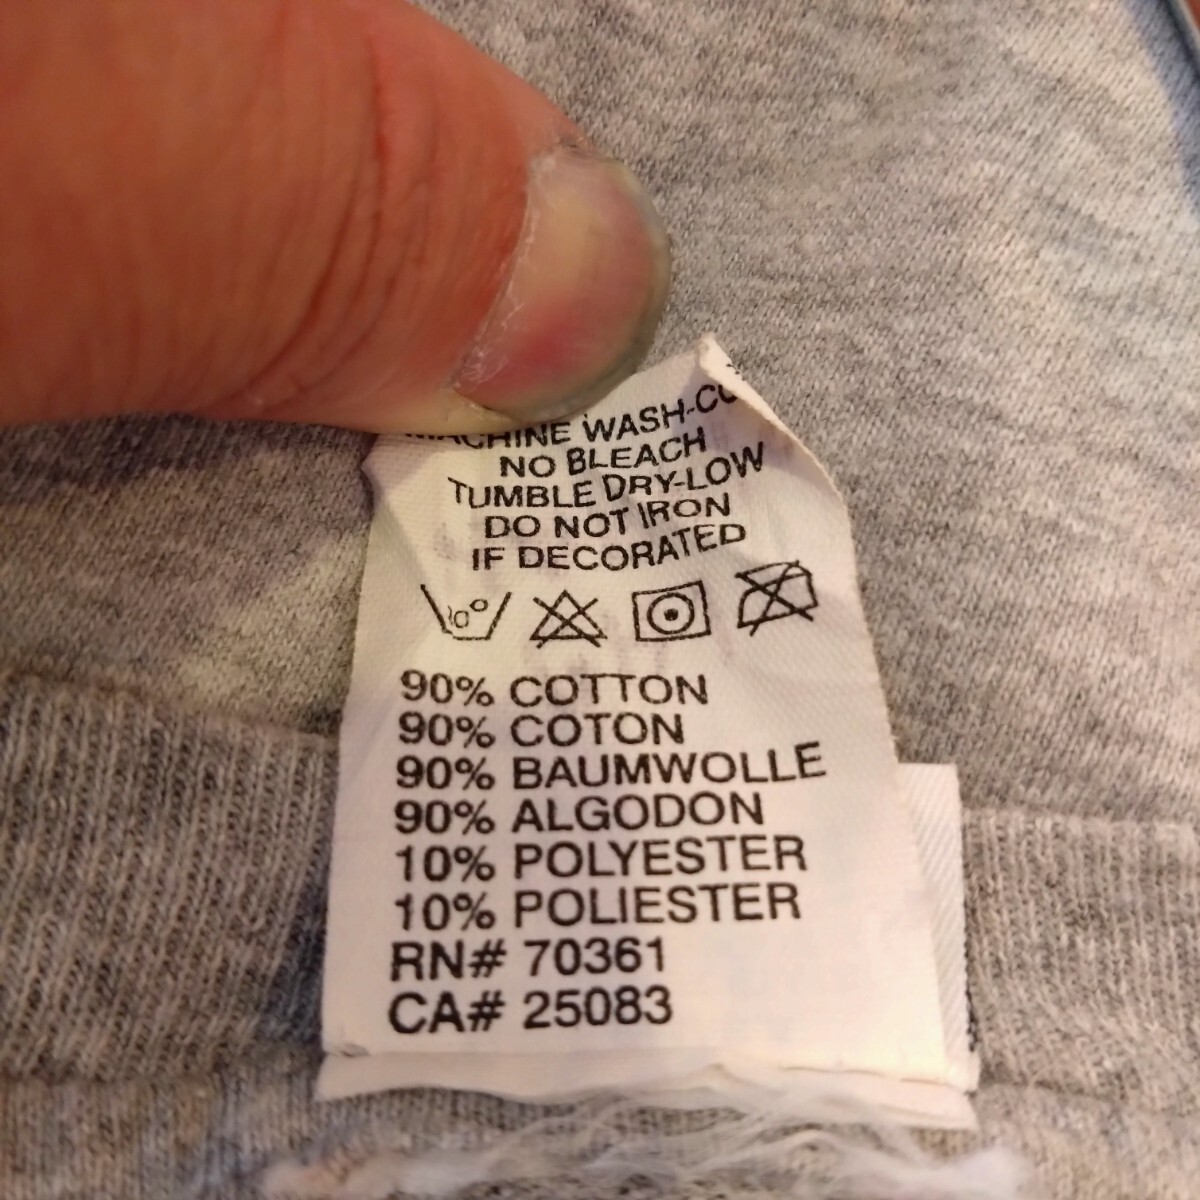 MACHINE WASH-CO
NO BLEACH
TUMBLE DRY-LOW
DO NOT IRON
IF DECORATED
90% COTTON
90% COTON
90% BAUMWOLLE
90% ALGODON
10% POLYESTER
10% POLIESTER
RN# 70361
CA# 25083